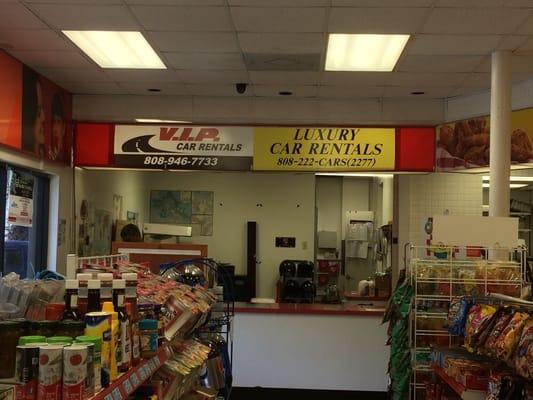 V.I.P.
CAR RENTALS
808-946-7733
LUXURY
CAR RENTALS
808-222-CARS(2277)